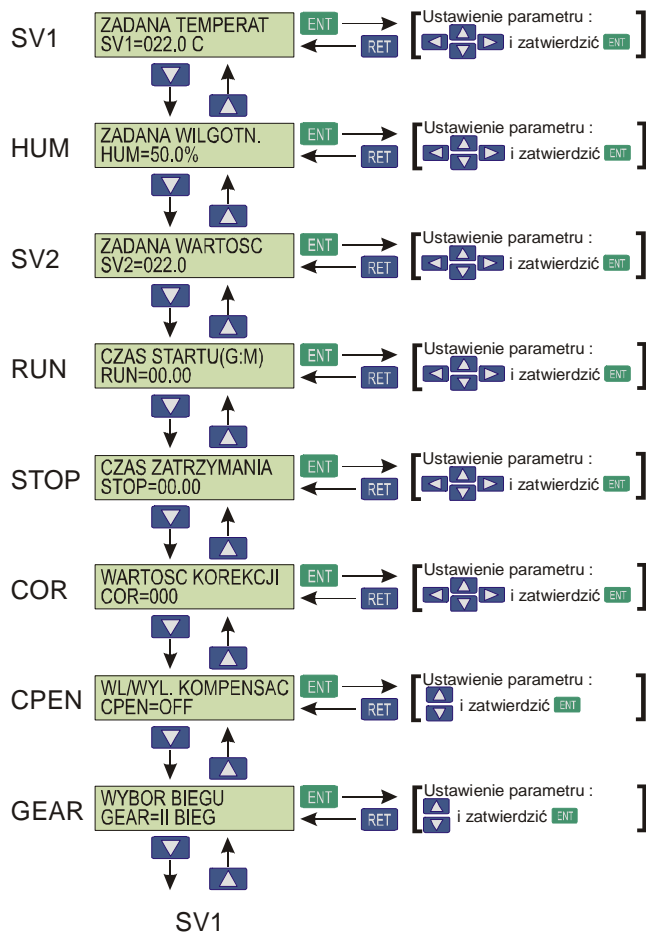 SV1
ZADANA TEMPERAT
SV1=022.0 C
ENT
RET
Ustawienie parametru :
i zatwierdzić ENT
HUM
ZADANA WILGOTN.
HUM=50.0%
ENT
RET
Ustawienie parametru :
i zatwierdzić ENT
SV2
ZADANA WARTOSC
SV2=022.0
ENT
RET
Ustawienie parametru :
i zatwierdzić ENT
RUN
CZAS STARTU(G:M)
RUN=00.00
ENT
RET
Ustawienie parametru :
i zatwierdzić ENT
STOP
CZAS ZATRZYMANIA
STOP=00.00
ENT
RET
Ustawienie parametru :
i zatwierdzić ENT
COR
WARTOSC KOREKCJI
COR=000
ENT
RET
Ustawienie parametru :
i zatwierdzić ENT
CPEN
WL/WYL. KOMPENSAC
CPEN=OFF
ENT
RET
Ustawienie parametru :
i zatwierdzić ENT
GEAR
WYBOR BIEGU
GEAR=II BIEG
ENT
RET
Ustawienie parametru :
i zatwierdzić ENT
SV1